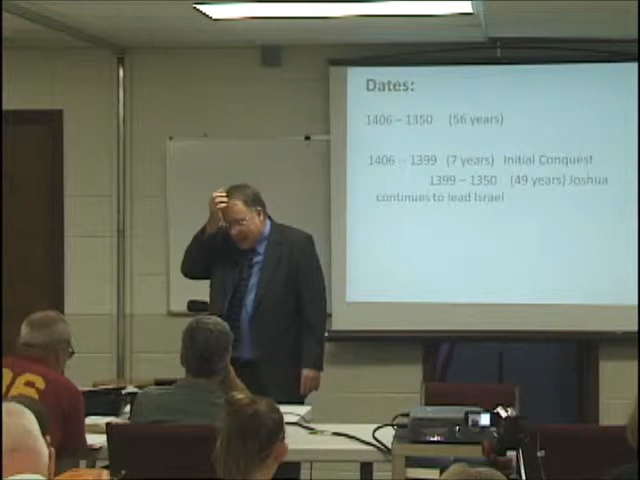 Dates:
1406 – 1350 (56 years)
1406 – 1399 (7 years) Initial Conquest
1399 – 1350 (49 years) Joshua
continues to lead Israel